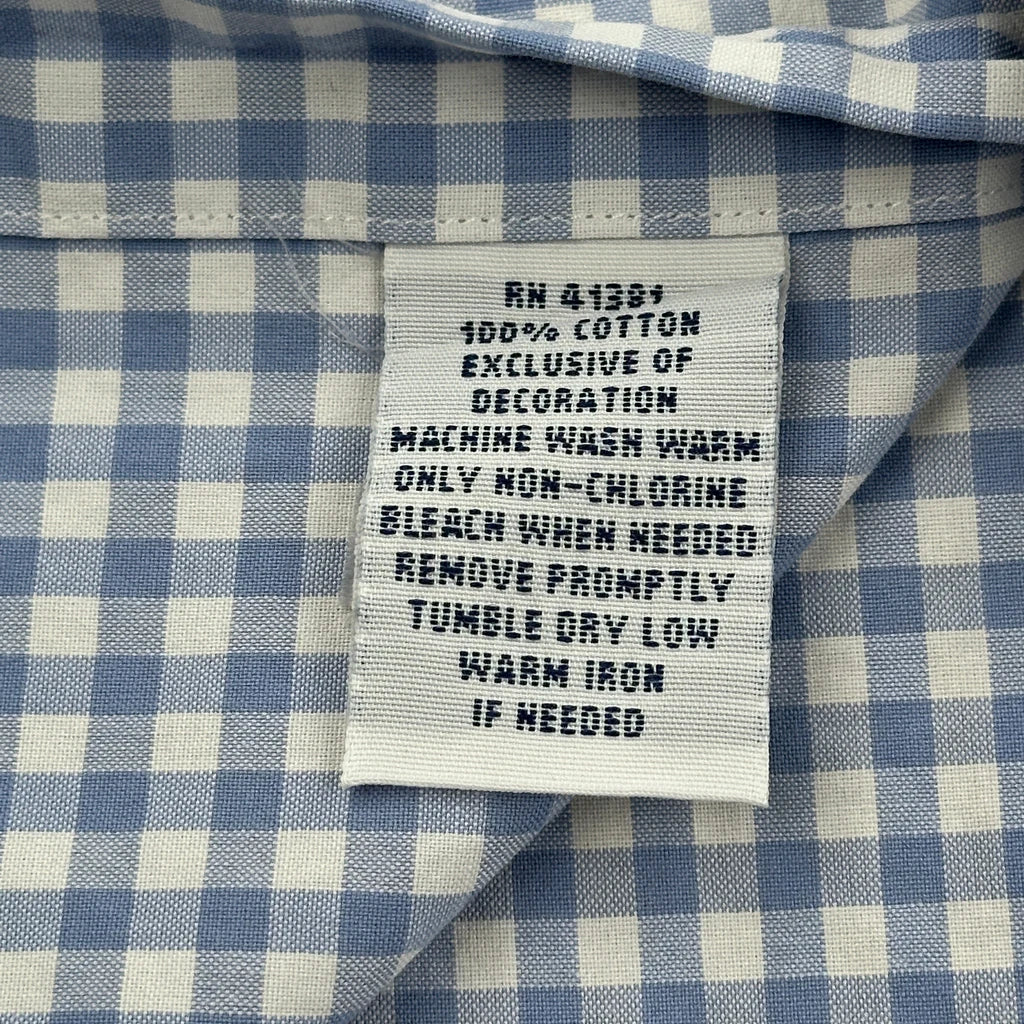 RN 41381
100% COTTON
EXCLUSIVE OF
DECORATION
MACHINE WASH WARM
ONLY NON-CHLORINE
BLEACH WHEN NEEDED
REMOVE PROMPTLY
TUMBLE DRY LOW
WARM IRON
IF NEEDED